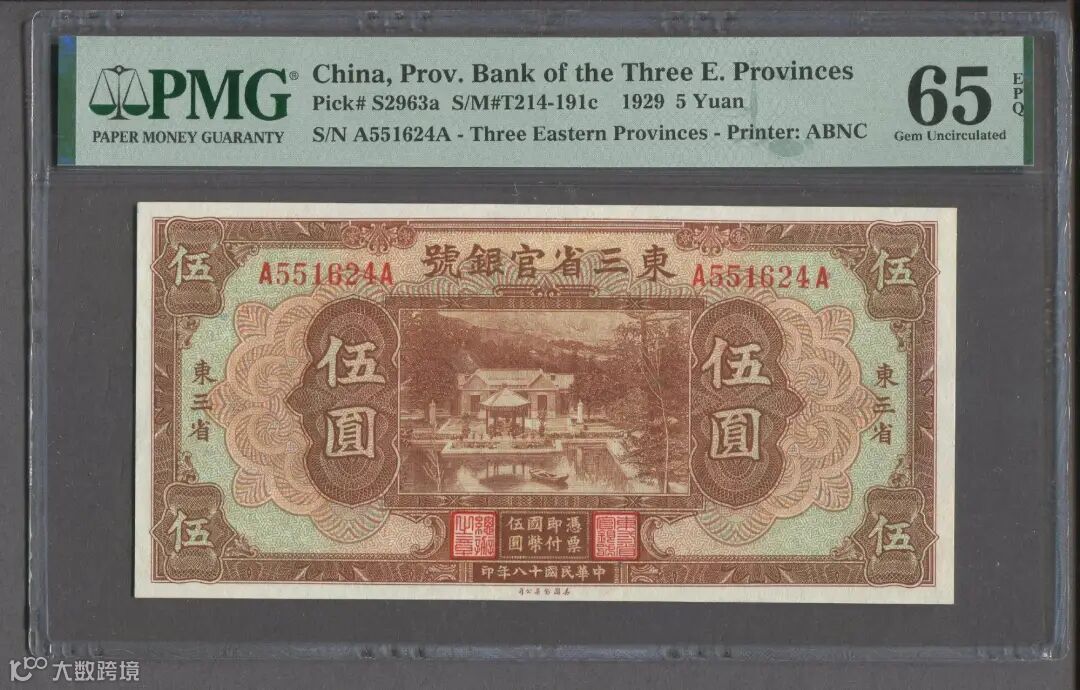 PMG®
PAPER MONEY GUARANTY
China, Prov. Bank of the Three E. Provinces
Pick# S2963a S/M#T214-191c 1929 5 Yuan
S/N A551624A - Three Eastern Provinces - Printer: ABNC
65
EPQ
Gem Uncirculated
號銀官省三東
A551624A
A551624A
伍
伍
伍圓
伍圓
東三省
東三省
伍
伍
憑票即付國幣伍圓
印年八十國民華中
大数跨境